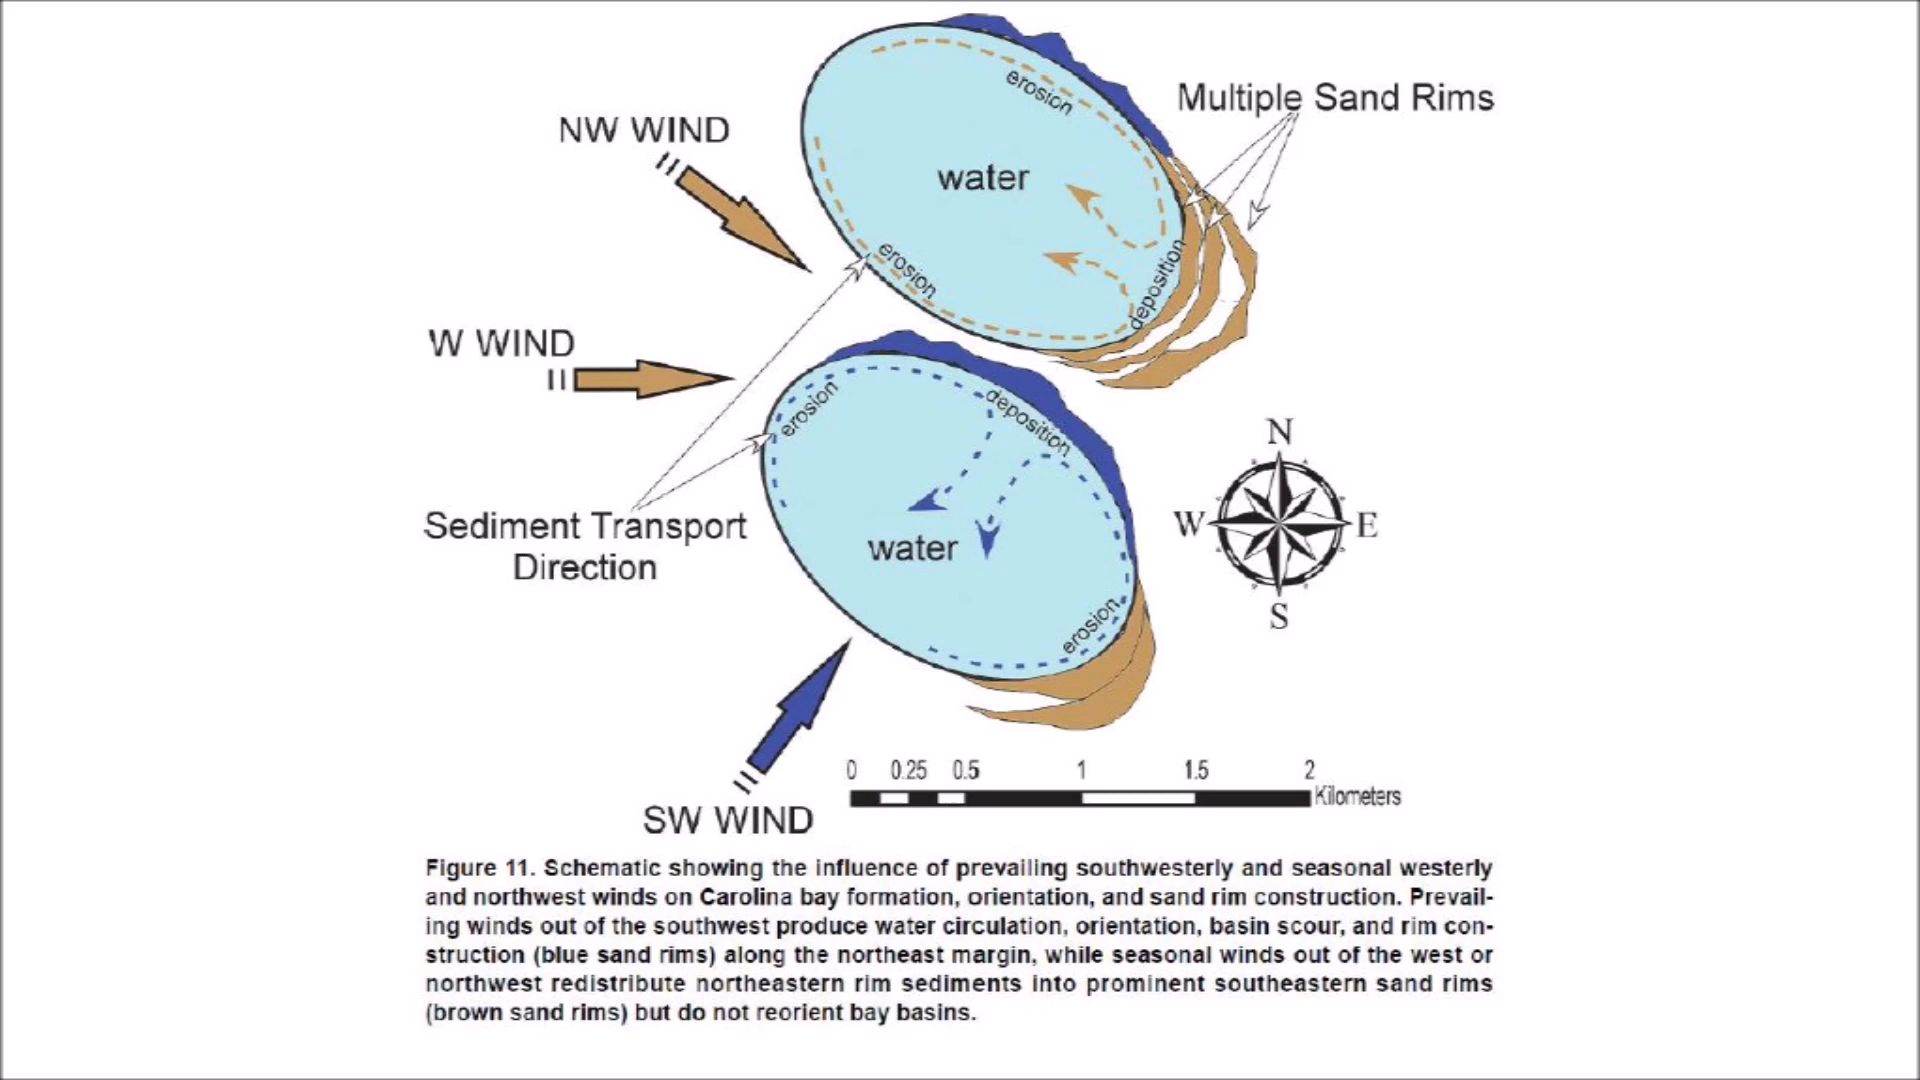 erosion
Multiple Sand Rims
NW WIND
water
erosion
deposition
W WIND
erosion
deposition
N
W
E
S
Sediment Transport
Direction
water
erosion
SW WIND
0 0.25 0.5 1 1.5 2
Kilometers
Figure 11. Schematic showing the influence of prevailing southwesterly and seasonal westerly
and northwest winds on Carolina bay formation, orientation, and sand rim construction. Prevail-
ing winds out of the southwest produce water circulation, orientation, basin scour, and rim con-
struction (blue sand rims) along the northeast margin, while seasonal winds out of the west or
northwest redistribute northeastern rim sediments into prominent southeastern sand rims
(brown sand rims) but do not reorient bay basins.